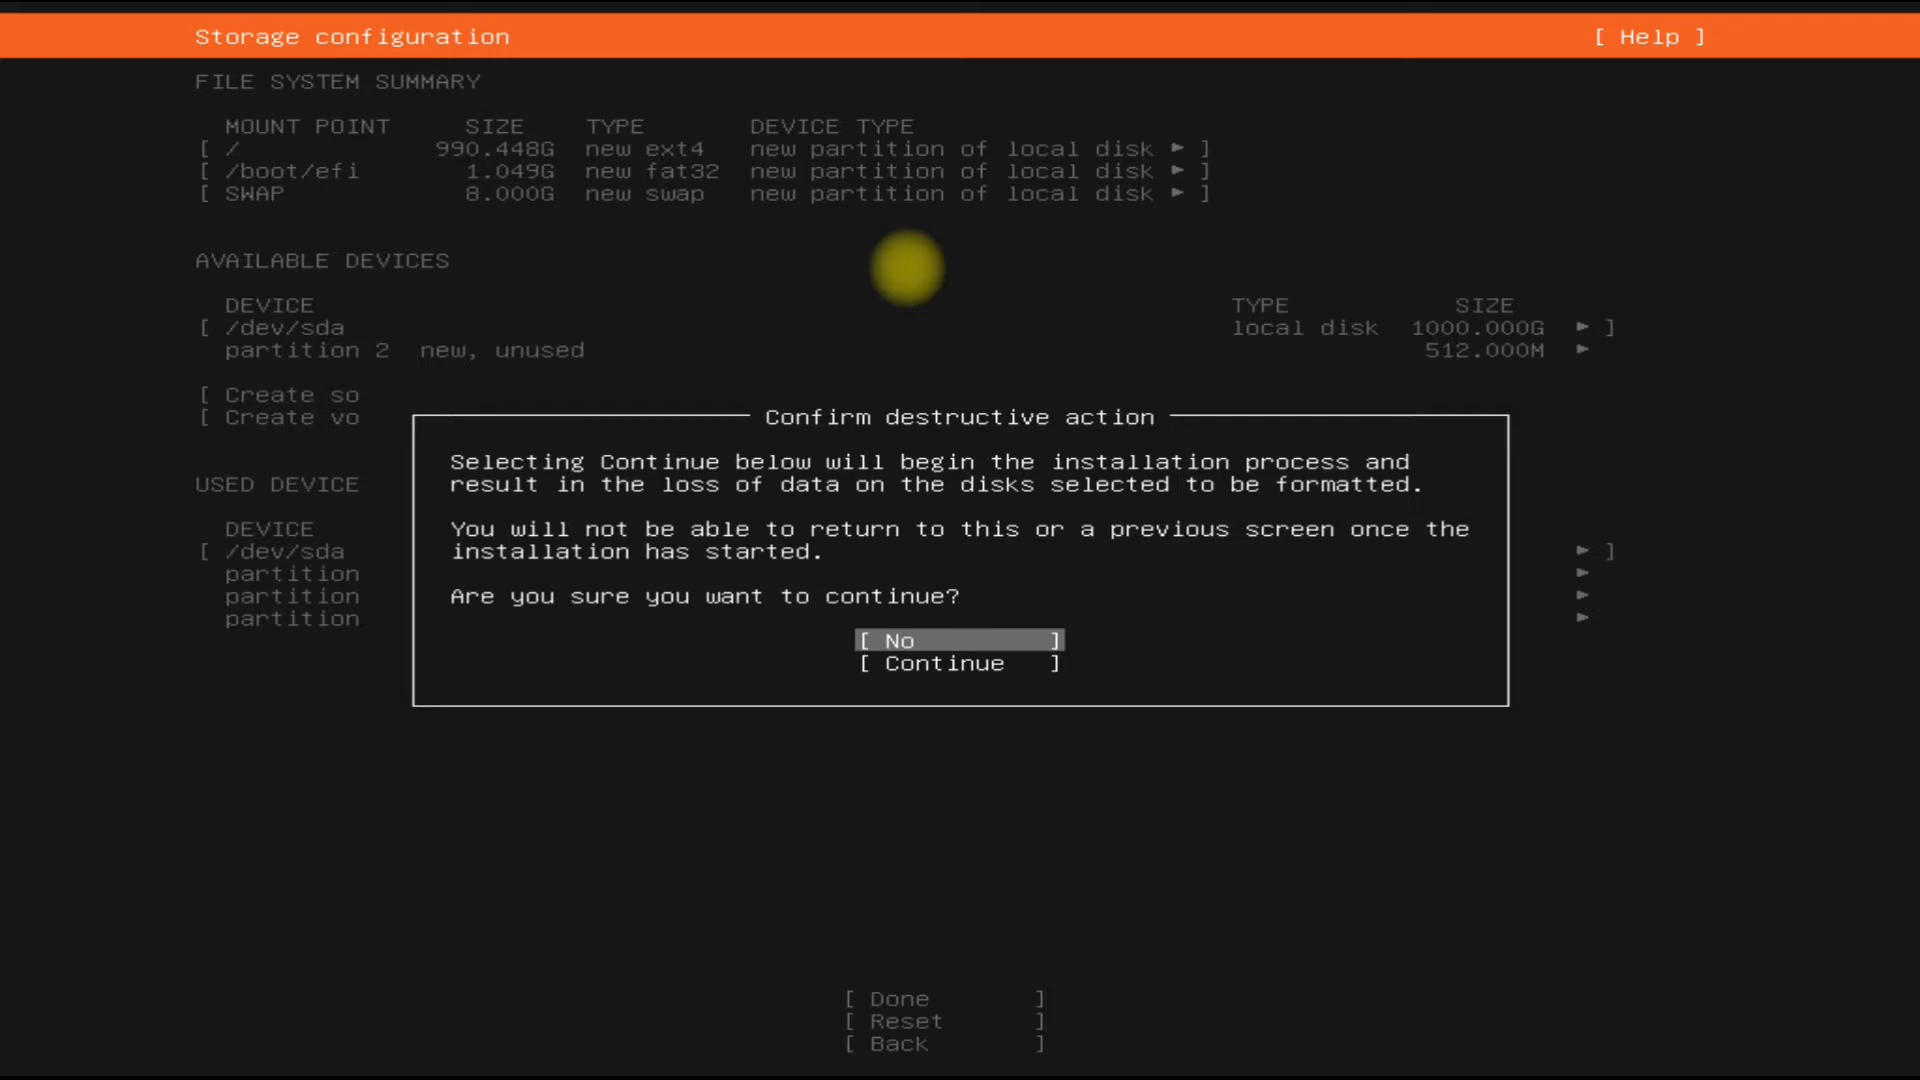 Storage configuration [ Help ]
FILE SYSTEM SUMMARY
MOUNT POINT SIZE TYPE DEVICE TYPE
[ / 990.448G new ext4 new partition of local disk ▸ ]
[ /boot/efi 1.049G new fat32 new partition of local disk ▸ ]
[ SWAP 8.000G new swap new partition of local disk ▸ ]
AVAILABLE DEVICES
DEVICE TYPE SIZE
[ /dev/sda local disk 1000.000G ▸ ]
partition 2 new, unused 512.000M ▸
[ Create so
[ Create vo
USED DEVICE
DEVICE
[ /dev/sda ▸ ]
partition ▸
partition ▸
partition ▸
Confirm destructive action
Selecting Continue below will begin the installation process and
result in the loss of data on the disks selected to be formatted.
You will not be able to return to this or a previous screen once the
installation has started.
Are you sure you want to continue?
[ No ]
[ Continue ]
[ Done ]
[ Reset ]
[ Back ]